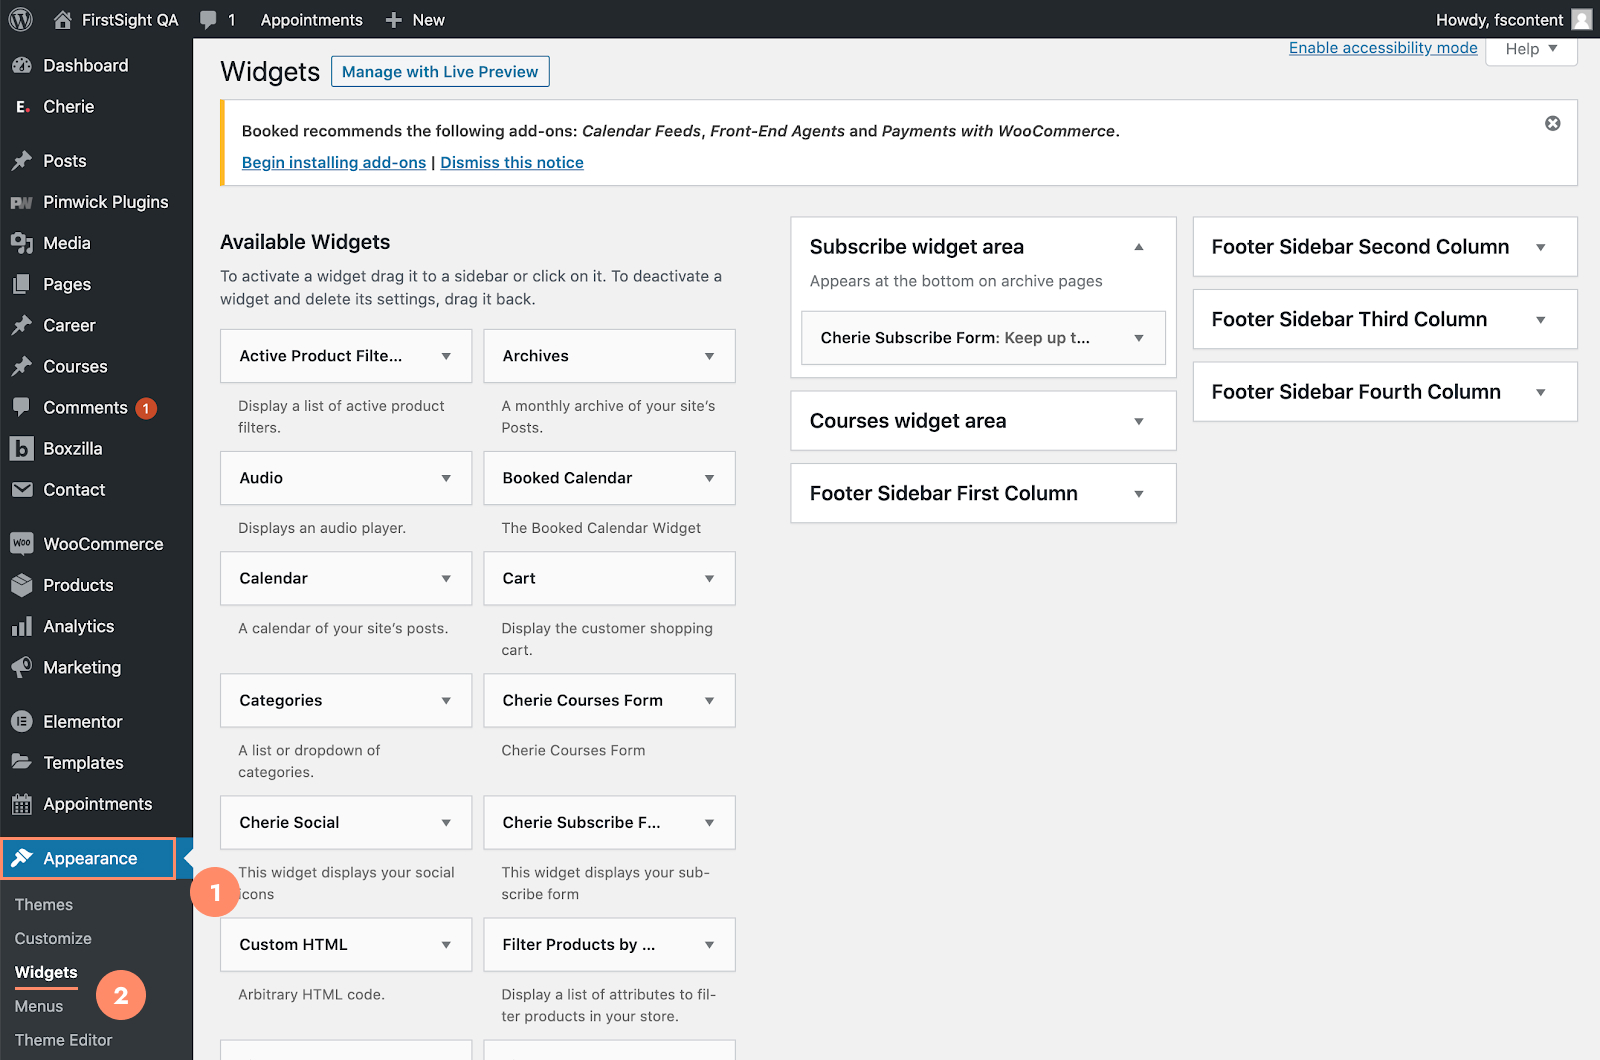 FirstSight QA
1
Appointments
New
Howdy, fscontent
Dashboard
E. Cherie
Posts
PW Pimwick Plugins
Media
Pages
Career
Courses
Comments 1
b Boxzilla
Contact
Woo WooCommerce
Products
Analytics
Marketing
Elementor
Templates
Appointments
Appearance
1
Themes
Customize
Widgets
2
Menus
Theme Editor
Enable accessibility mode
Help
Widgets
Manage with Live Preview
Booked recommends the following add-ons: Calendar Feeds, Front-End Agents and Payments with WooCommerce.
Begin installing add-ons | Dismiss this notice
Available Widgets
To activate a widget drag it to a sidebar or click on it. To deactivate a
widget and delete its settings, drag it back.
Active Product Filte...
Display a list of active product
filters.
Archives
A monthly archive of your site's
Posts.
Audio
Displays an audio player.
Booked Calendar
The Booked Calendar Widget
Calendar
A calendar of your site's posts.
Cart
Display the customer shopping
cart.
Categories
A list or dropdown of
categories.
Cherie Courses Form
Cherie Courses Form
Cherie Social
This widget displays your social
icons
Cherie Subscribe F...
This widget displays your sub-
scribe form
Custom HTML
Arbitrary HTML code.
Filter Products by ...
Display a list of attributes to fil-
ter products in your store.
Subscribe widget area
Appears at the bottom on archive pages
Cherie Subscribe Form: Keep up t...
Courses widget area
Footer Sidebar First Column
Footer Sidebar Second Column
Footer Sidebar Third Column
Footer Sidebar Fourth Column